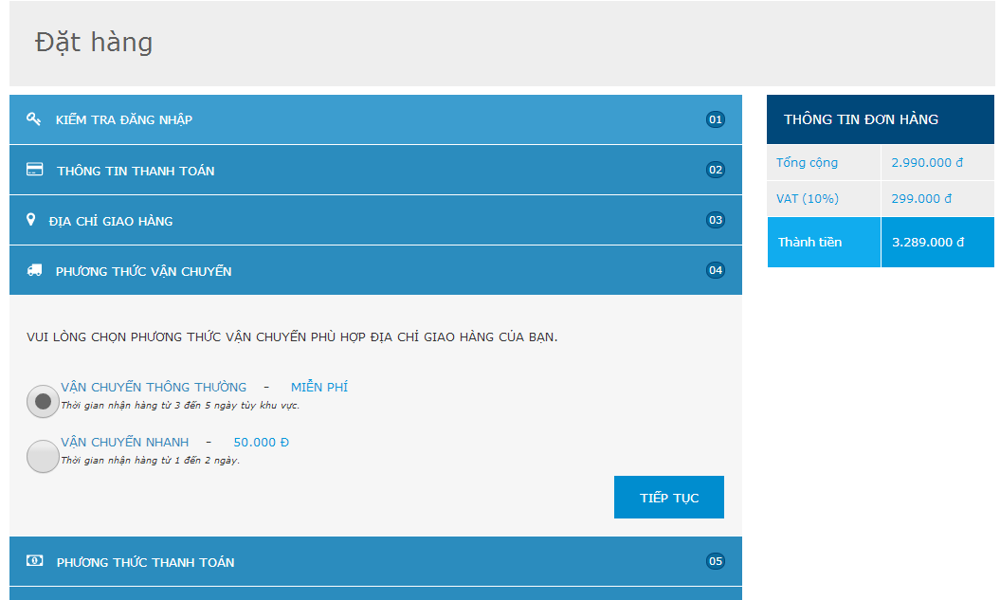 Đặt hàng
KIỂM TRA ĐĂNG NHẬP 01
THÔNG TIN THANH TOÁN 02
ĐỊA CHỈ GIAO HÀNG 03
PHƯƠNG THỨC VẬN CHUYỂN 04
VUI LÒNG CHỌN PHƯƠNG THỨC VẬN CHUYỂN PHÙ HỢP ĐỊA CHỈ GIAO HÀNG CỦA BẠN.
VẬN CHUYỂN THÔNG THƯỜNG - MIỄN PHÍ
Thời gian nhận hàng từ 3 đến 5 ngày tùy khu vực.
VẬN CHUYỂN NHANH - 50.000 Đ
Thời gian nhận hàng từ 1 đến 2 ngày.
TIẾP TỤC
PHƯƠNG THỨC THANH TOÁN 05
THÔNG TIN ĐƠN HÀNG
Tổng cộng 2.990.000 đ
VAT (10%) 299.000 đ
Thành tiền 3.289.000 đ